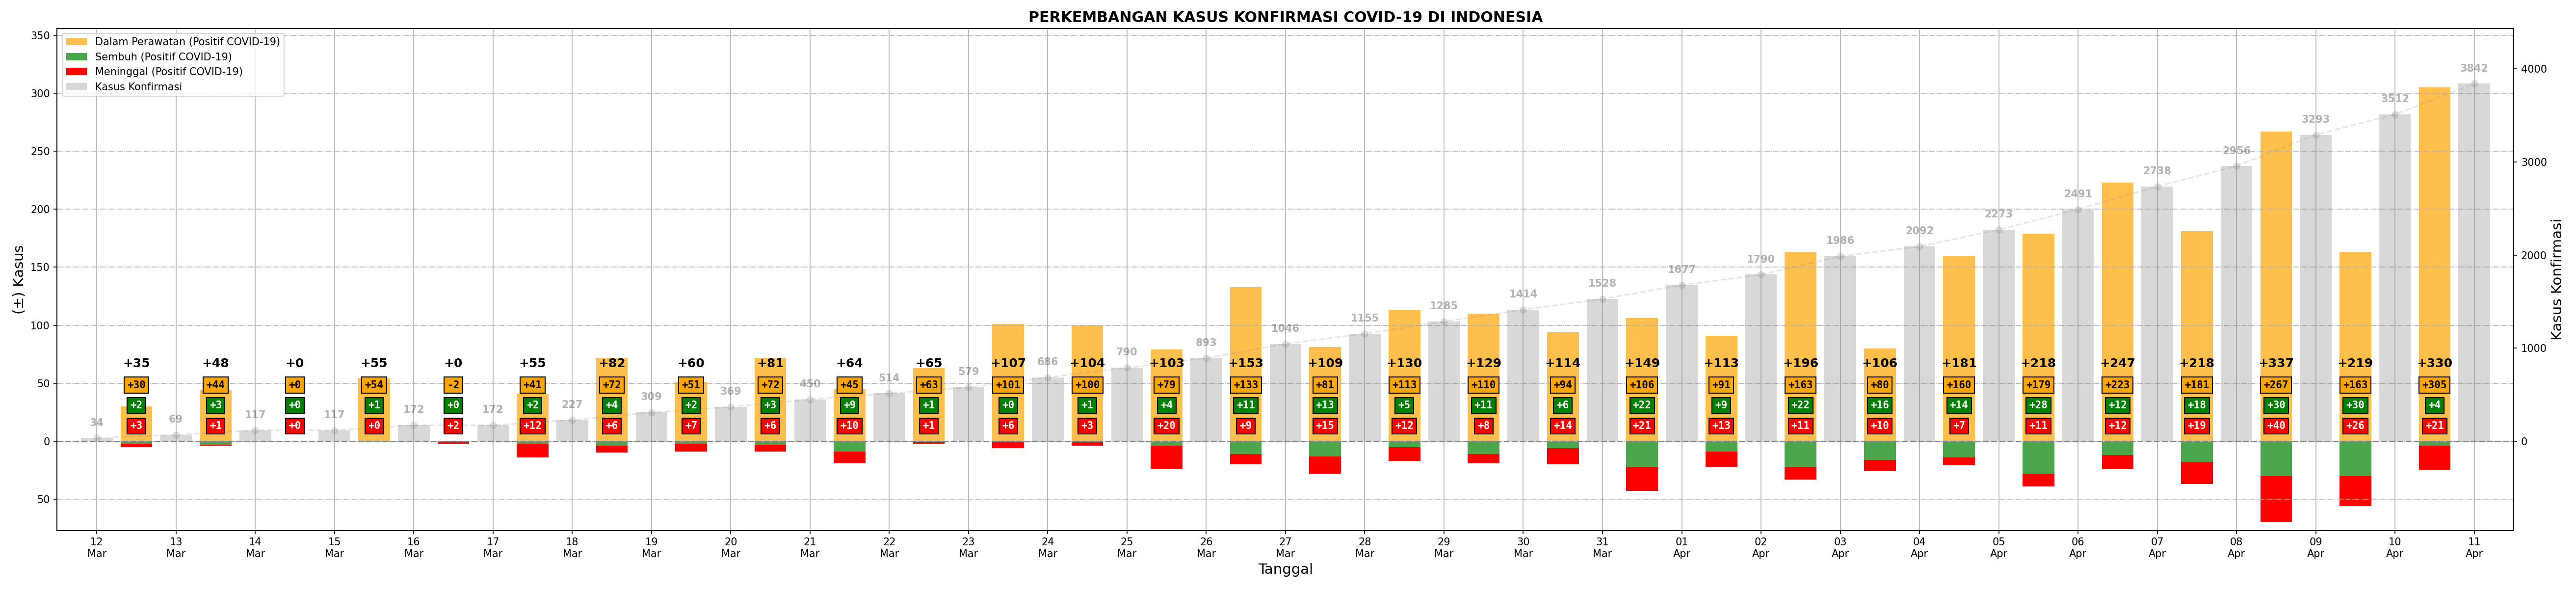 PERKEMBANGAN KASUS KONFIRMASI COVID-19 DI INDONESIA
Dalam Perawatan (Positif COVID-19)
Sembuh (Positif COVID-19)
Meninggal (Positif COVID-19)
Kasus Konfirmasi
(±) Kasus
350
300
250
200
150
100
50
0
50
Kasus Konfirmasi
4000
3000
2000
1000
0
34 69 117 117 172 172 227 309 369 450 514 579 686 790 893 1046 1155 1285 1414 1528 1677 1790 1986 2092 2273 2491 2738 2956 3293 3512 3842
+35 +48 +0 +55 +0 +55 +82 +60 +81 +64 +65 +107 +104 +103 +153 +109 +130 +129 +114 +149 +113 +196 +106 +181 +218 +247 +218 +337 +219 +330
+30 +44 +0 +54 -2 +41 +72 +51 +72 +45 +63 +101 +100 +79 +133 +81 +113 +110 +94 +106 +91 +163 +80 +160 +179 +223 +181 +267 +163 +305
+2 +3 +0 +1 +0 +2 +4 +2 +3 +9 +1 +0 +1 +4 +11 +13 +5 +11 +6 +22 +9 +22 +16 +14 +28 +12 +18 +30 +30 +4
+3 +1 +0 +0 +2 +12 +6 +7 +6 +10 +1 +6 +3 +20 +9 +15 +12 +8 +14 +21 +13 +11 +10 +7 +11 +12 +19 +40 +26 +21
12 13 14 15 16 17 18 19 20 21 22 23 24 25 26 27 28 29 30 31 01 02 03 04 05 06 07 08 09 10 11
Mar Mar Mar Mar Mar Mar Mar Mar Mar Mar Mar Mar Mar Mar Mar Mar Mar Mar Mar Mar Apr Apr Apr Apr Apr Apr Apr Apr Apr Apr Apr
Tanggal